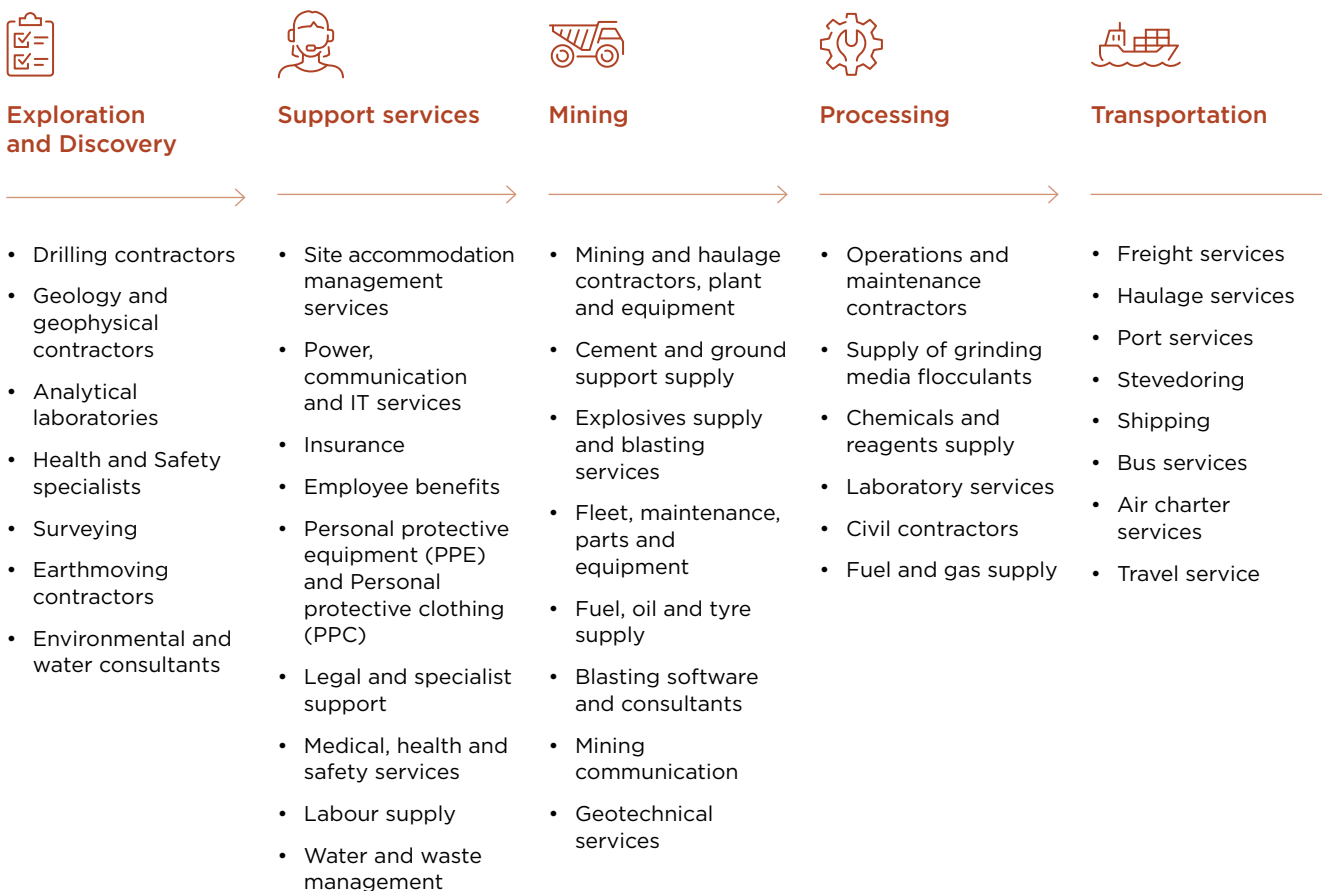 Exploration
and Discovery
• Drilling contractors
• Geology and
geophysical
contractors
• Analytical
laboratories
• Health and Safety
specialists
• Surveying
• Earthmoving
contractors
• Environmental and
water consultants
Support services
• Site accommodation
management
services
• Power,
communication
and IT services
• Insurance
• Employee benefits
• Personal protective
equipment (PPE)
and Personal
protective clothing
(PPC)
• Legal and specialist
support
• Medical, health and
safety services
• Labour supply
• Water and waste
management
Mining
• Mining and haulage
contractors, plant
and equipment
• Cement and ground
support supply
• Explosives supply
and blasting
services
• Fleet, maintenance,
parts and
equipment
• Fuel, oil and tyre
supply
• Blasting software
and consultants
• Mining
communication
• Geotechnical
services
Processing
• Operations and
maintenance
contractors
• Supply of grinding
media flocculants
• Chemicals and
reagents supply
• Laboratory services
• Civil contractors
• Fuel and gas supply
Transportation
• Freight services
• Haulage services
• Port services
• Stevedoring
• Shipping
• Bus services
• Air charter
services
• Travel service